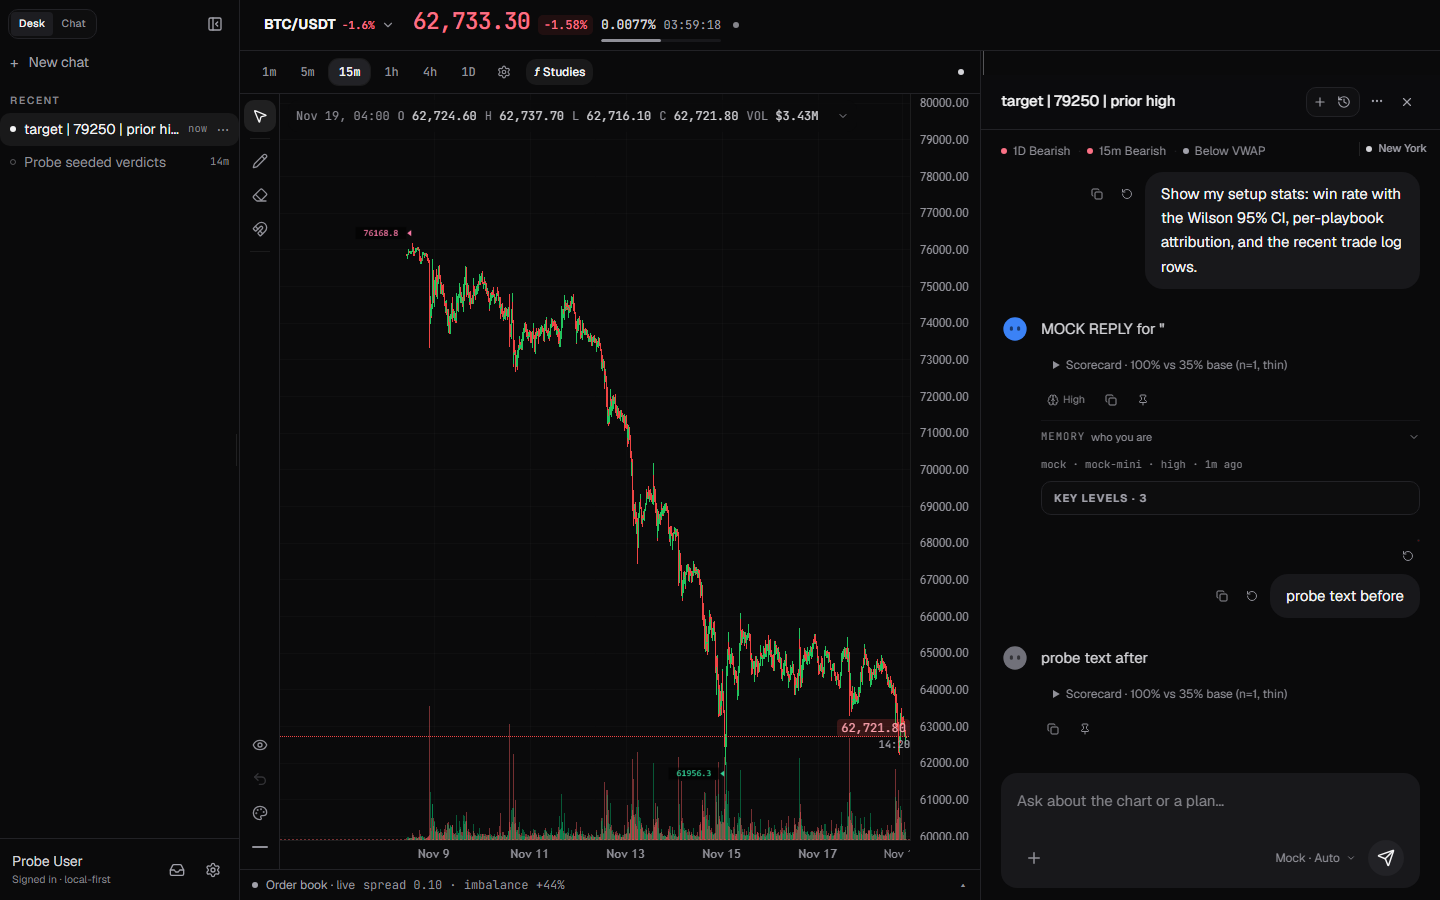 Desk Chat
+ New chat
RECENT
target | 79250 | prior hi... now ...
Probe seeded verdicts 14m
Probe User
Signed in · local-first
BTC/USDT -1.6% 62,733.30 -1.58% 0.0077% 03:59:18
1m 5m 15m 1h 4h 1D f Studies
Nov 19, 04:00 O 62,724.60 H 62,737.70 L 62,716.10 C 62,721.80 VOL $3.43M
76168.8
61956.3
62,721.80
14:20
80000.00
79000.00
78000.00
77000.00
76000.00
75000.00
74000.00
73000.00
72000.00
71000.00
70000.00
69000.00
68000.00
67000.00
66000.00
65000.00
64000.00
63000.00
62000.00
61000.00
60000.00
Nov 9 Nov 11 Nov 13 Nov 15 Nov 17 Nov 1
Order book · live spread 0.10 · imbalance +44%
target | 79250 | prior high
1D Bearish 15m Bearish Below VWAP New York
Show my setup stats: win rate with
the Wilson 95% CI, per-playbook
attribution, and the recent trade log
rows.
MOCK REPLY for "
Scorecard · 100% vs 35% base (n=1, thin)
High
MEMORY who you are
mock · mock-mini · high · 1m ago
KEY LEVELS · 3
probe text before
probe text after
Scorecard · 100% vs 35% base (n=1, thin)
Ask about the chart or a plan...
Mock · Auto